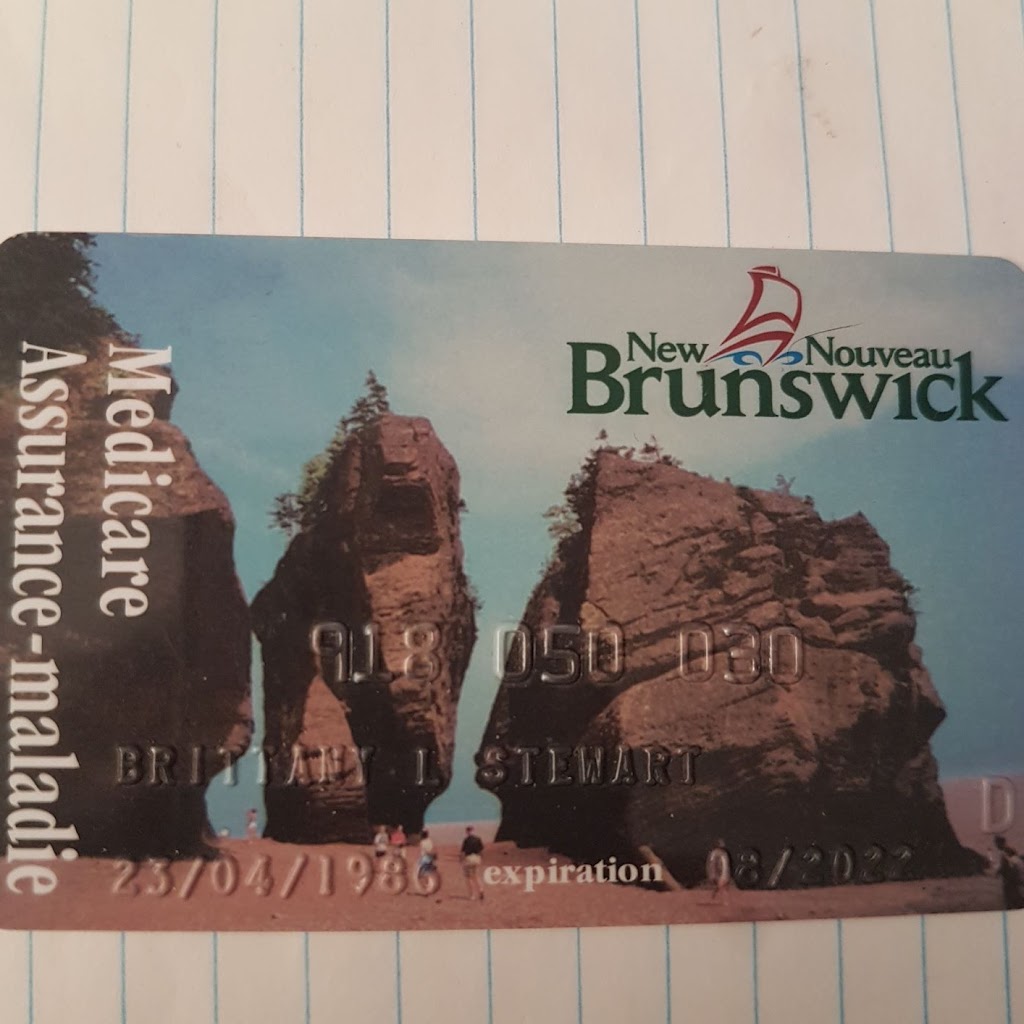 New Nouveau
Brunswick
Medicare
Assurance-maladie
918 050 030
BRITTANY L STEWART
D
23/04/1986 expiration 08/2022